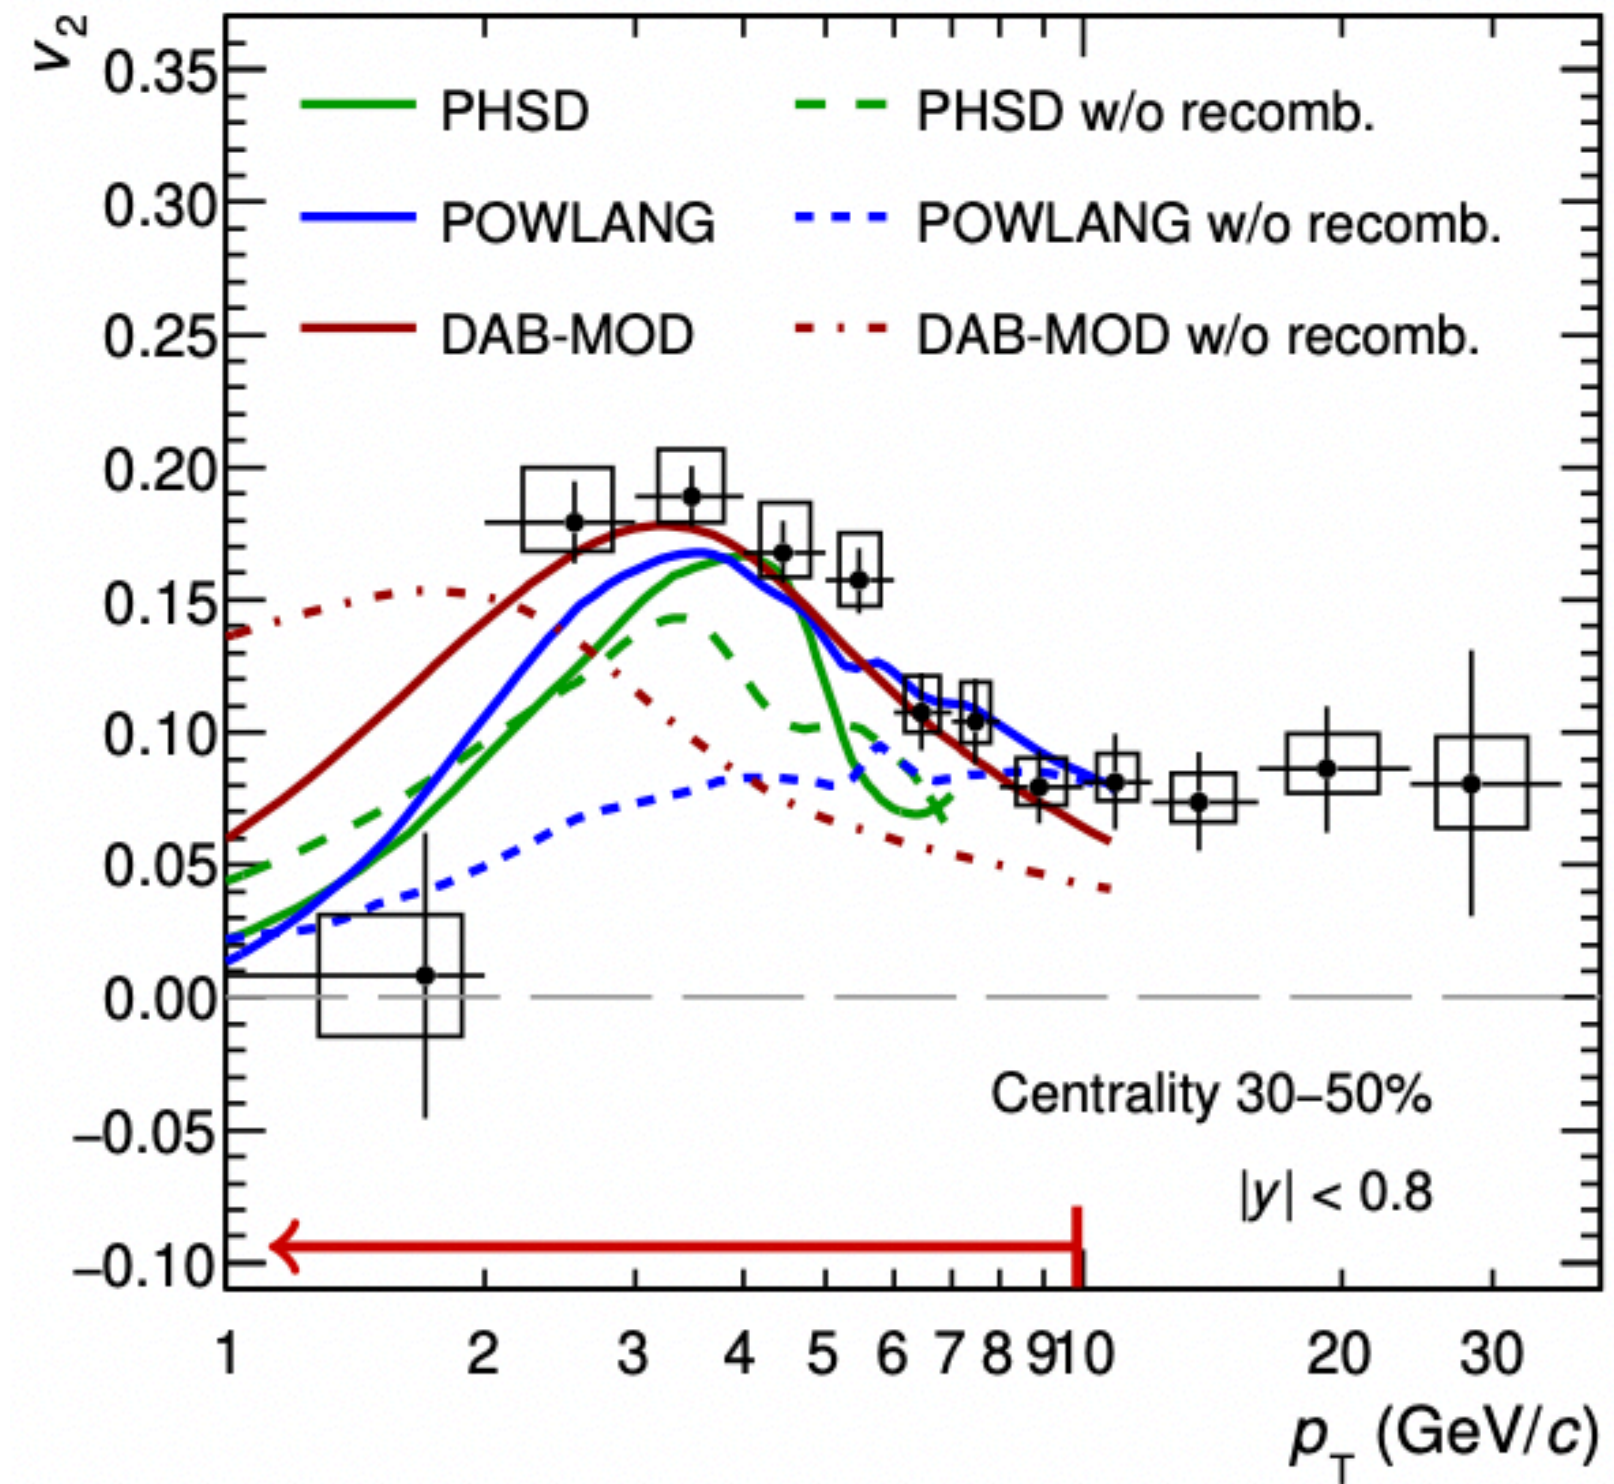 v2
0.35
0.30
0.25
0.20
0.15
0.10
0.05
0.00
−0.05
−0.10
PHSD
PHSD w/o recomb.
POWLANG
POWLANG w/o recomb.
DAB-MOD
DAB-MOD w/o recomb.
Centrality 30–50%
|y| < 0.8
1 2 3 4 5 6 7 8 9 10 20 30
pT (GeV/c)